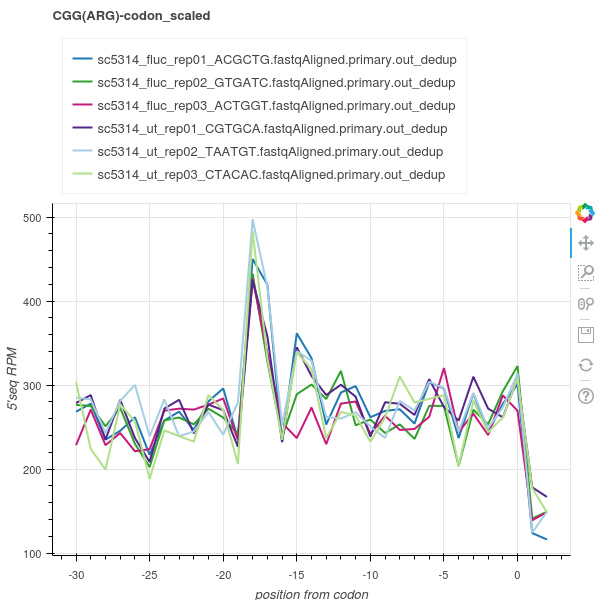 CGG(ARG)-codon_scaled
sc5314_fluc_rep01_ACGCTG.fastqAligned.primary.out_dedup
sc5314_fluc_rep02_GTGATC.fastqAligned.primary.out_dedup
sc5314_fluc_rep03_ACTGGT.fastqAligned.primary.out_dedup
sc5314_ut_rep01_CGTGCA.fastqAligned.primary.out_dedup
sc5314_ut_rep02_TAATGT.fastqAligned.primary.out_dedup
sc5314_ut_rep03_CTACAC.fastqAligned.primary.out_dedup
500
400
300
200
100
5'seq RPM
-30 -25 -20 -15 -10 -5 0
position from codon